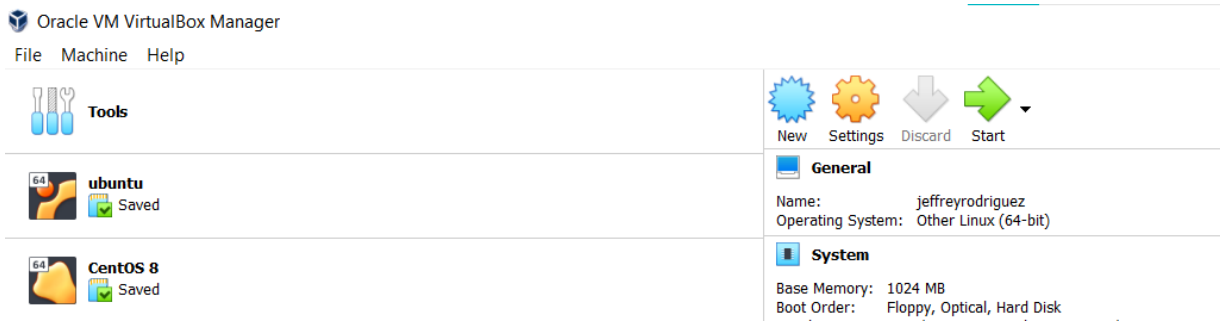 Oracle VM VirtualBox Manager
File Machine Help
Tools
64
ubuntu
Saved
64
CentOS 8
Saved
New Settings Discard Start
General
Name: jeffreyrodriguez
Operating System: Other Linux (64-bit)
System
Base Memory: 1024 MB
Boot Order: Floppy, Optical, Hard Disk